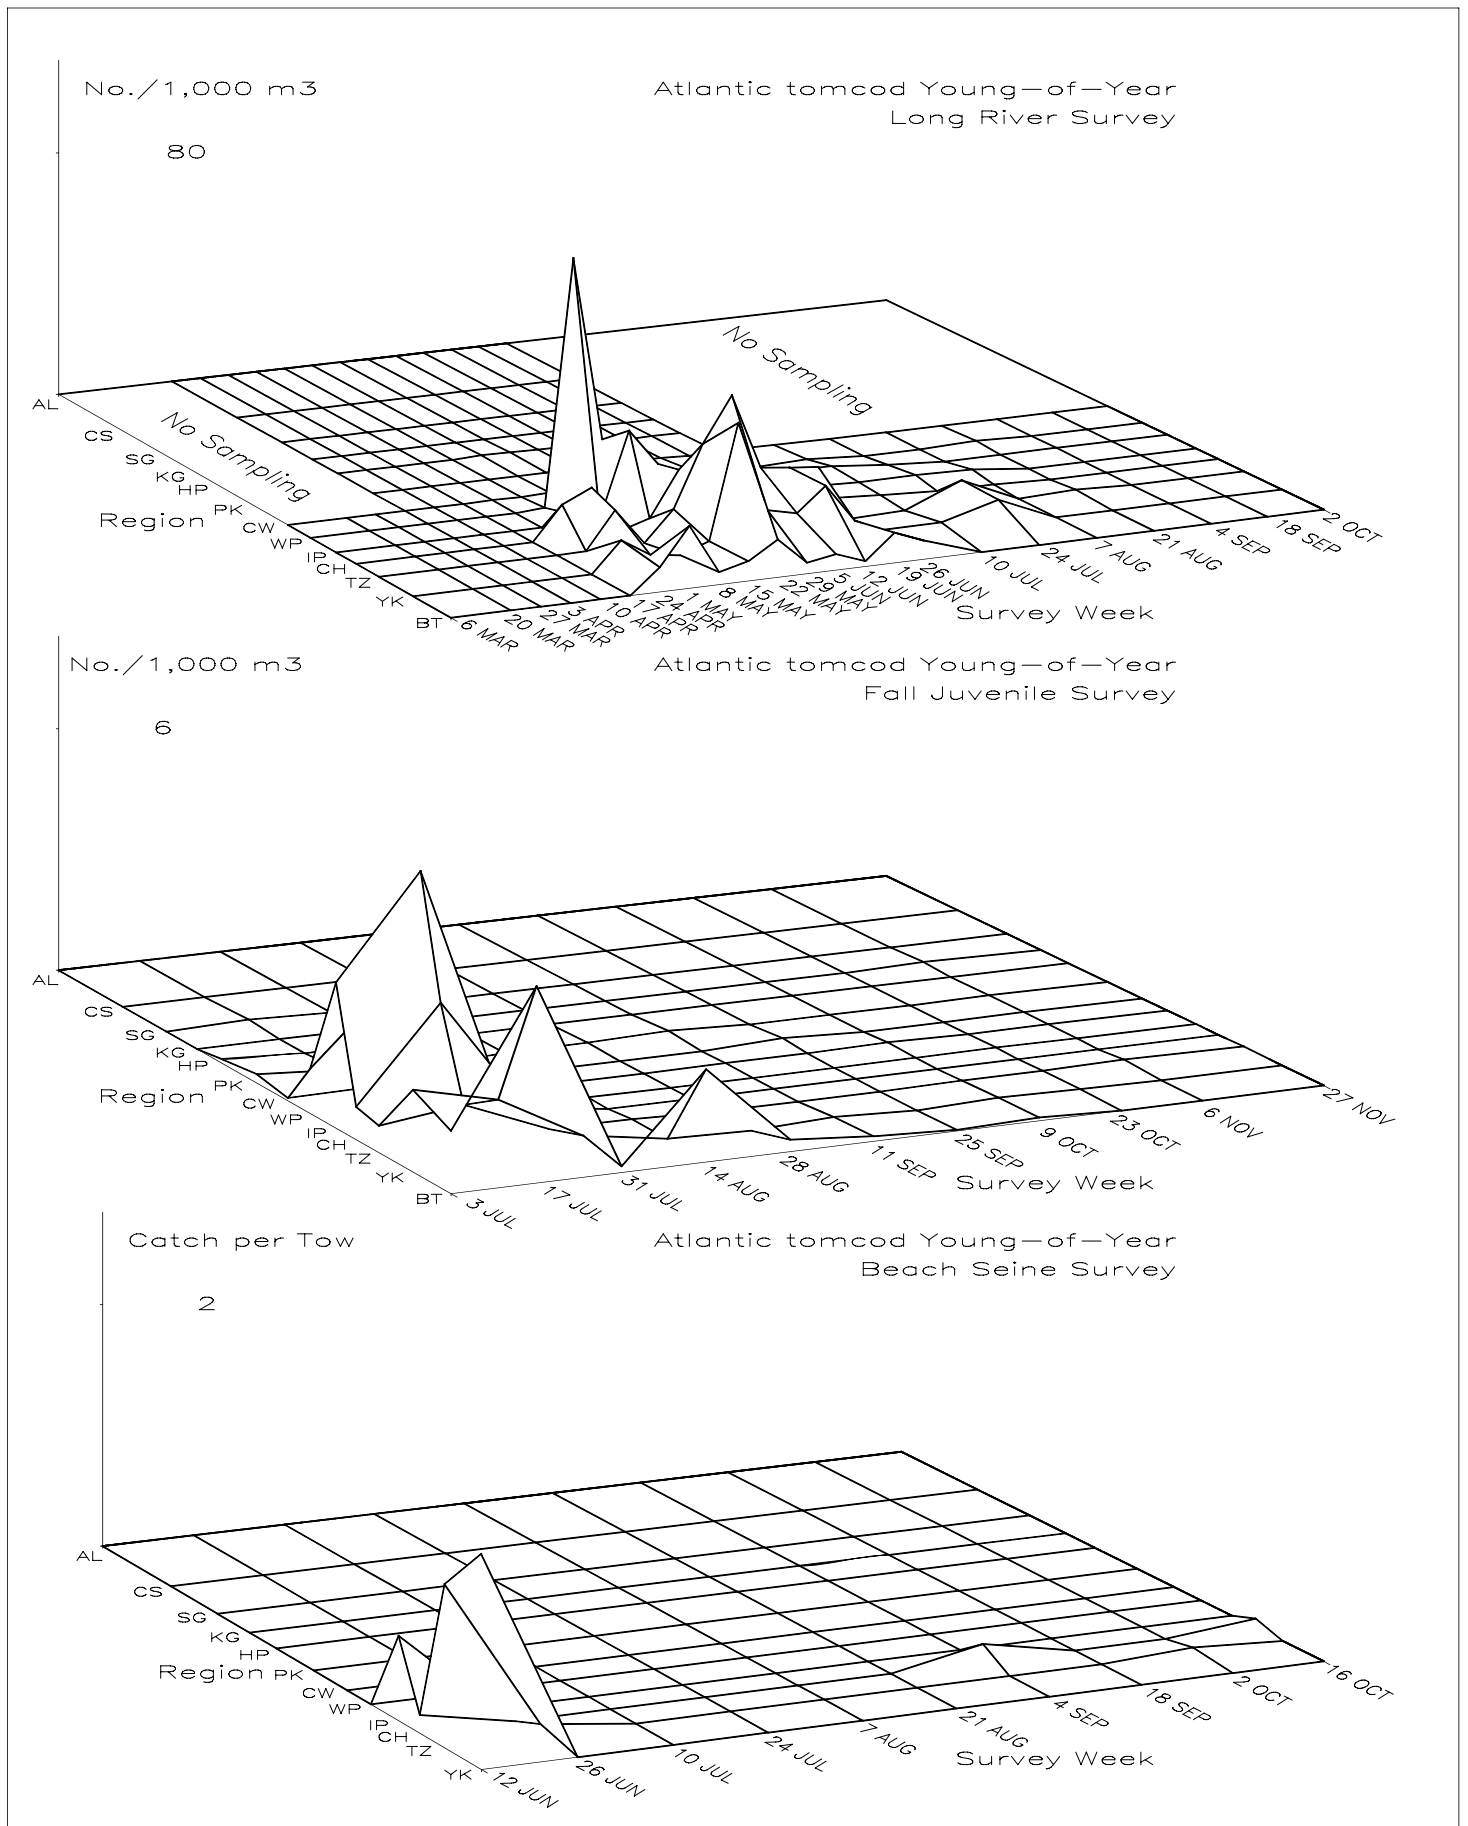 No./1,000 m3
Atlantic tomcod Young-of-Year
Long River Survey
80
No Sampling
AL
CS
SG
KG
HP
PK
CW
WP
IP
CH
TZ
YK
BT
No Sampling
Region
6 MAR
20 MAR
27 MAR
3 APR
10 APR
17 APR
24 APR
1 MAY
8 MAY
15 MAY
22 MAY
29 MAY
5 JUN
12 JUN
19 JUN
26 JUN
10 JUL
24 JUL
7 AUG
21 AUG
4 SEP
18 SEP
2 OCT
Survey Week
No./1,000 m3
Atlantic tomcod Young-of-Year
Fall Juvenile Survey
6
AL
CS
SG
KG
HP
PK
CW
WP
IP
CH
TZ
YK
BT
Region
3 JUL
17 JUL
31 JUL
14 AUG
28 AUG
11 SEP
25 SEP
9 OCT
23 OCT
6 NOV
27 NOV
Survey Week
Catch per Tow
Atlantic tomcod Young-of-Year
Beach Seine Survey
2
AL
CS
SG
KG
HP
PK
CW
WP
IP
CH
TZ
YK
Region
12 JUN
26 JUN
10 JUL
24 JUL
7 AUG
21 AUG
4 SEP
18 SEP
2 OCT
16 OCT
Survey Week